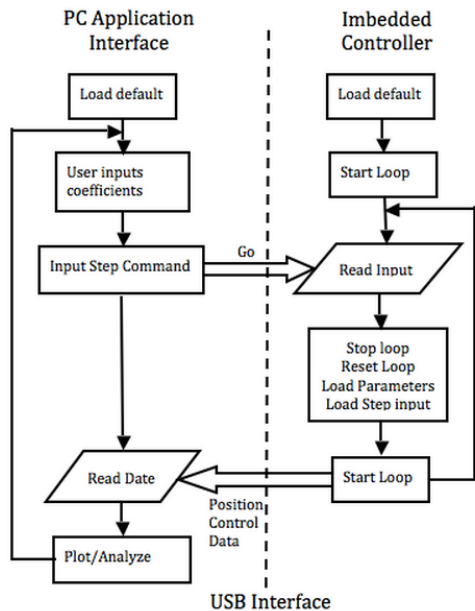 PC Application
Interface
Imbedded
Controller
Load default
Load default
User inputs
coefficients
Start Loop
Input Step Command
Go
Read Input
Stop loop
Reset Loop
Load Parameters
Load Step input
Read Date
Start Loop
Position
Control
Data
Plot/Analyze
USB Interface